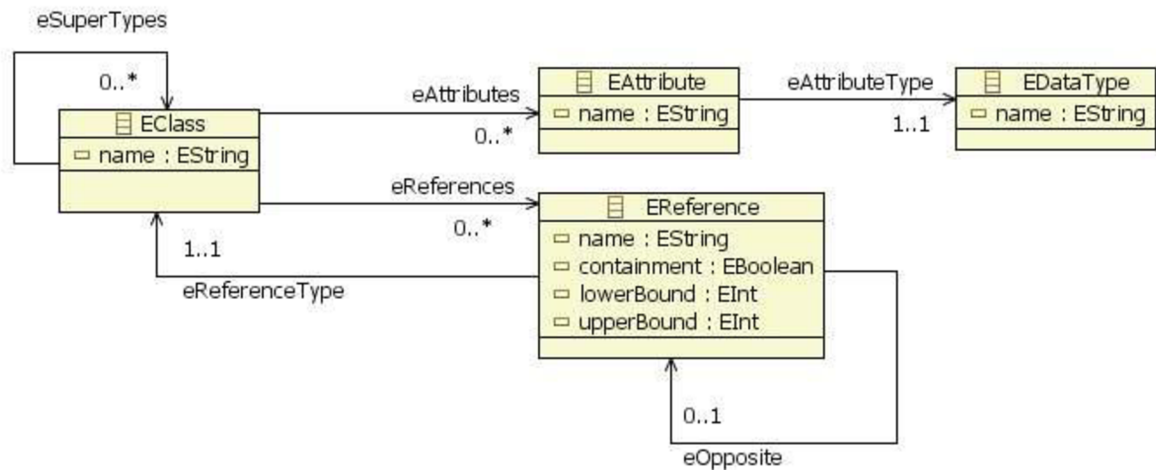 eSuperTypes
0..*
EClass
name : EString
eAttributes
0..*
EAttribute
name : EString
eAttributeType
1..1
EDataType
name : EString
eReferences
0..*
EReference
name : EString
containment : EBoolean
lowerBound : EInt
upperBound : EInt
1..1
eReferenceType
0..1
eOpposite